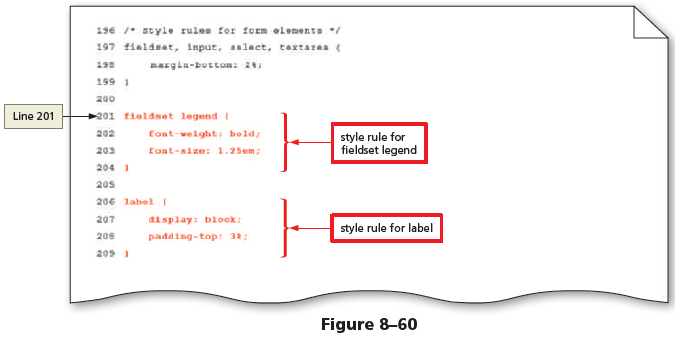 196 /* Style rules for form elements */
197 fieldset, input, select, textarea {
198 margin-bottom: 2%;
199 }
200
Line 201
201 fieldset legend {
202 font-weight: bold;
203 font-size: 1.25em;
204 }
style rule for
fieldset legend
205
206 label {
207 display: block;
208 padding-top: 3%;
209 }
style rule for label
Figure 8–60